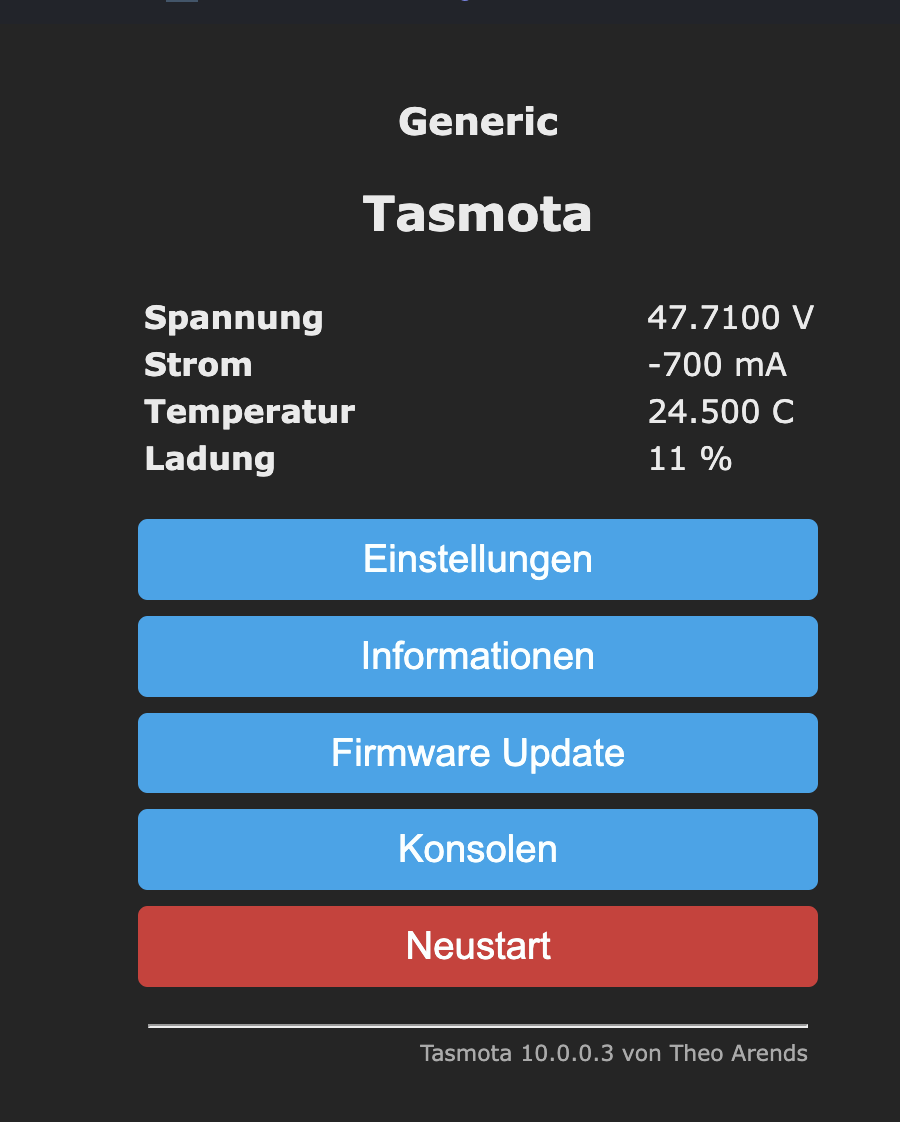 Generic
Tasmota
Spannung 47.7100 V
Strom -700 mA
Temperatur 24.500 C
Ladung 11 %
Einstellungen
Informationen
Firmware Update
Konsolen
Neustart
Tasmota 10.0.0.3 von Theo Arends